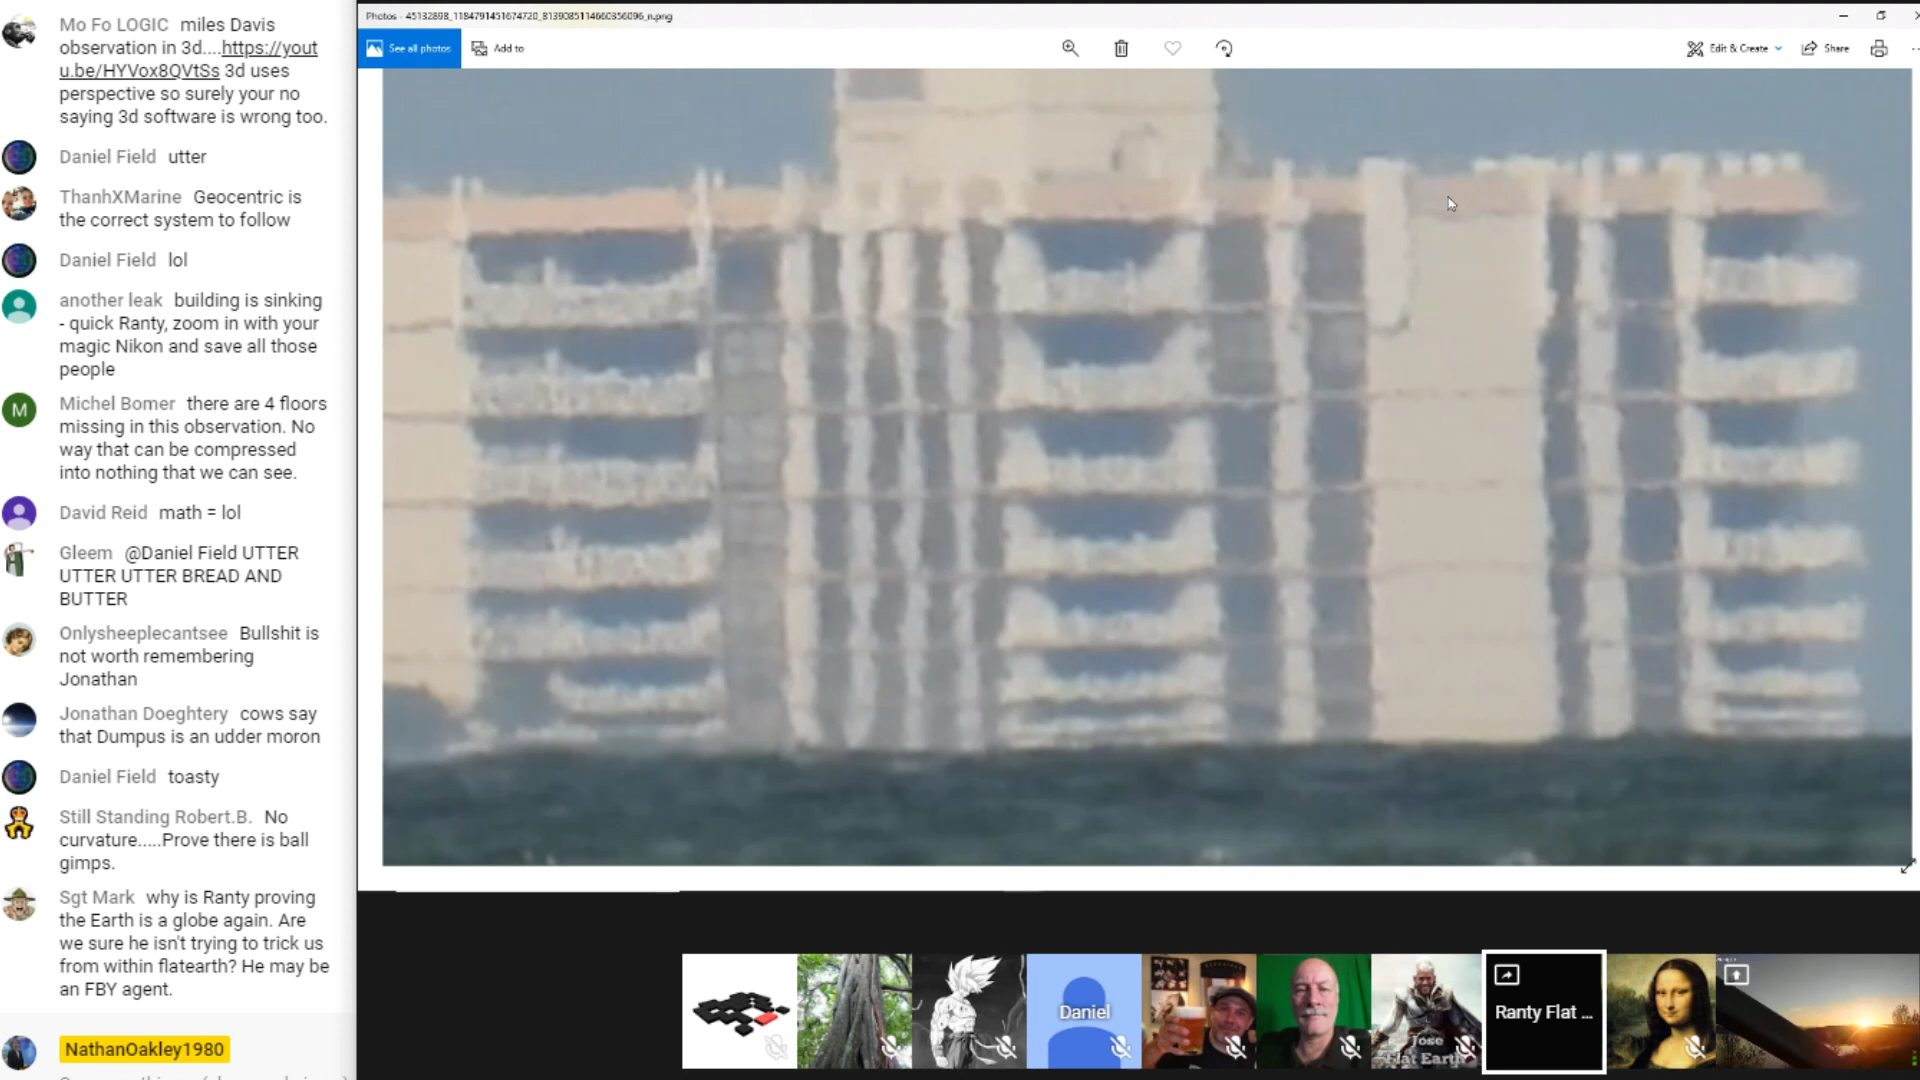 Mo Fo LOGIC miles Davis
observation in 3d....https://yout
u.be/HYVox8QVtSs 3d uses
perspective so surely your no
saying 3d software is wrong too.
Daniel Field utter
ThanhXMarine Geocentric is
the correct system to follow
Daniel Field lol
another leak building is sinking
- quick Ranty, zoom in with your
magic Nikon and save all those
people
M
Michel Bomer there are 4 floors
missing in this observation. No
way that can be compressed
into nothing that we can see.
David Reid math = lol
Gleem @Daniel Field UTTER
UTTER UTTER BREAD AND
BUTTER
Onlysheeplecantsee Bullshit is
not worth remembering
Jonathan
Jonathan Doeghtery cows say
that Dumpus is an udder moron
Daniel Field toasty
Still Standing Robert.B. No
curvature.....Prove there is ball
gimps.
Sgt Mark why is Ranty proving
the Earth is a globe again. Are
we sure he isn't trying to trick us
from within flatearth? He may be
an FBY agent.
NathanOakley1980
Photos - 45132898_1184791451674720_8139085114660356096_n.png
See all photos
Add to
Edit & Create
Share
Daniel
Jose
Flat Earth
Ranty Flat ...